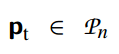 𝐩ₜ ∈ 𝒫ₙ